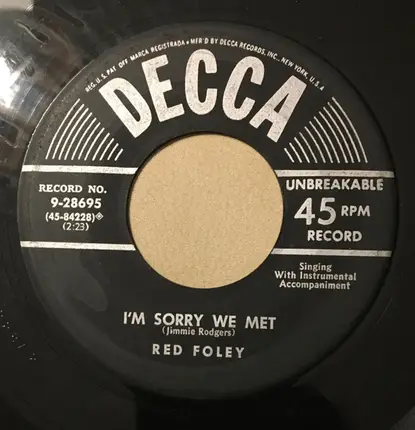 REG. U.S. PAT OFF MARCA REGISTRADA • MFR'D BY DECCA RECORDS, INC., NEW YORK, U.S.A
DECCA
RECORD NO.
9-28695
(45-84228)◈
(2:23)
UNBREAKABLE
45 RPM
RECORD
Singing
With Instrumental
Accompaniment
I'M SORRY WE MET
(Jimmie Rodgers)
RED FOLEY